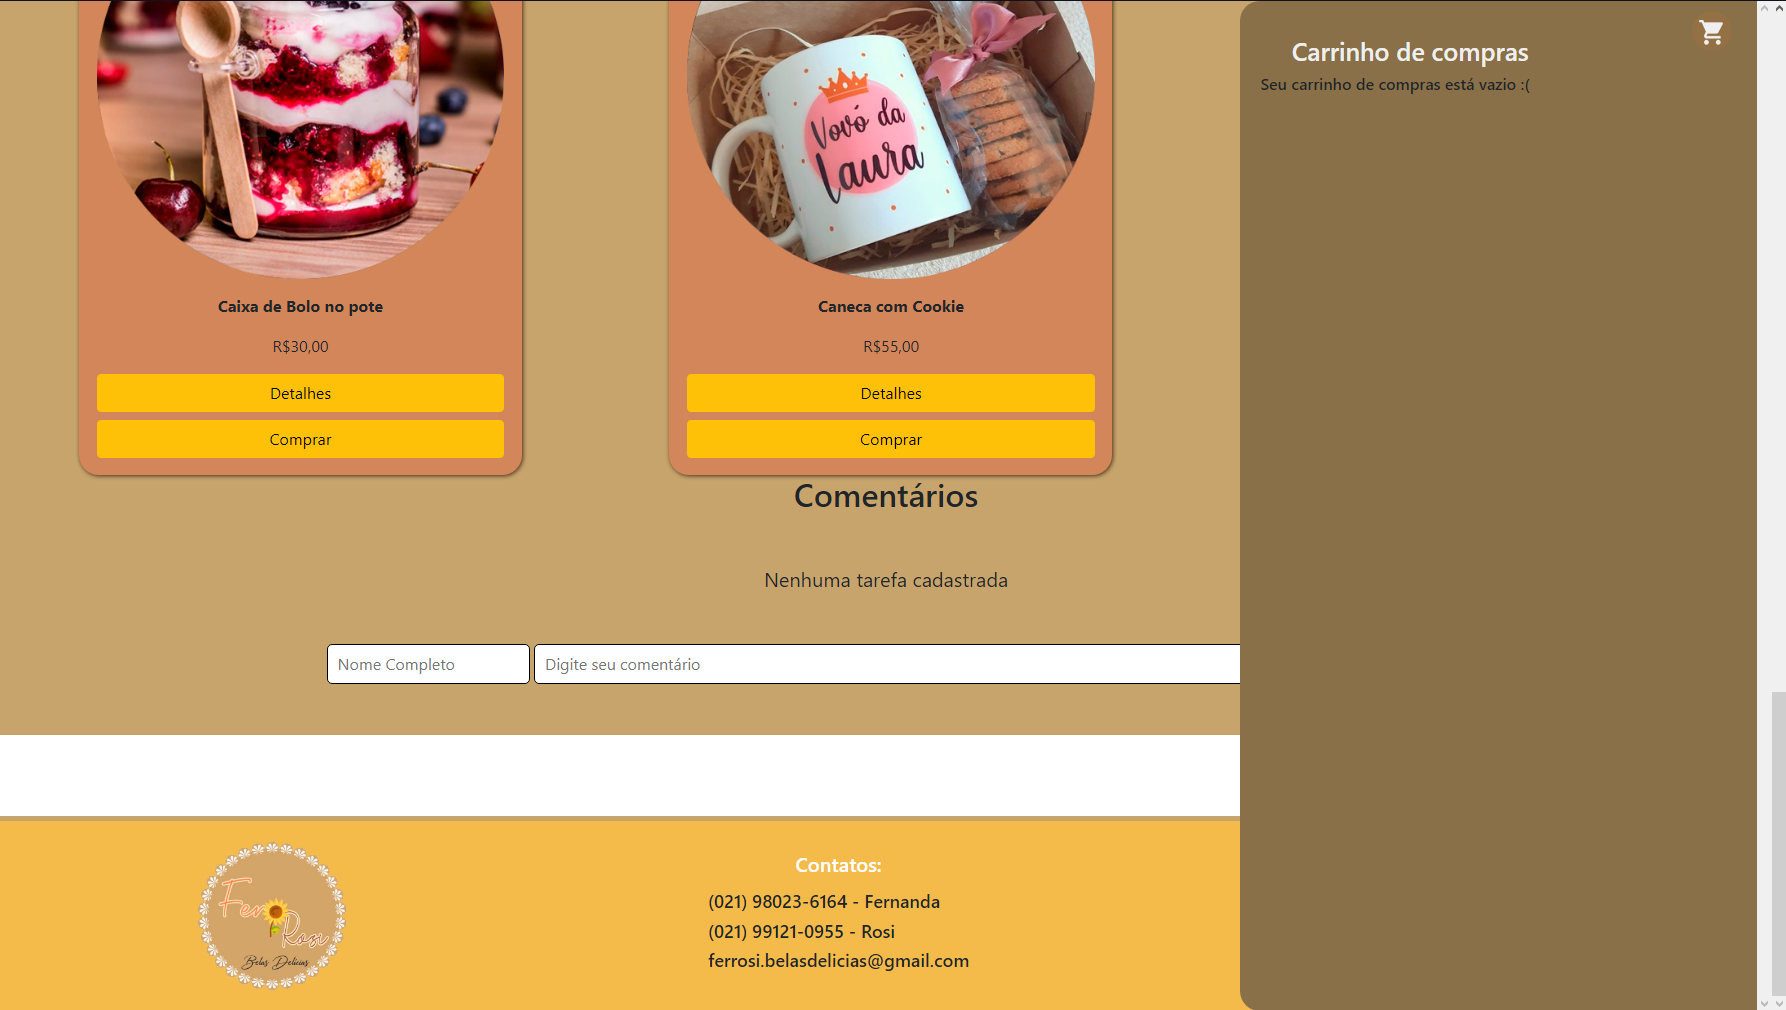 Vovó da
Laura
Caixa de Bolo no pote
R$30,00
Detalhes
Comprar
Caneca com Cookie
R$55,00
Detalhes
Comprar
Carrinho de compras
Seu carrinho de compras está vazio :(
Comentários
Nenhuma tarefa cadastrada
Nome Completo
Digite seu comentário
Fer
Rosi
Belas Delicias
Contatos:
(021) 98023-6164 - Fernanda
(021) 99121-0955 - Rosi
ferrosi.belasdelicias@gmail.com